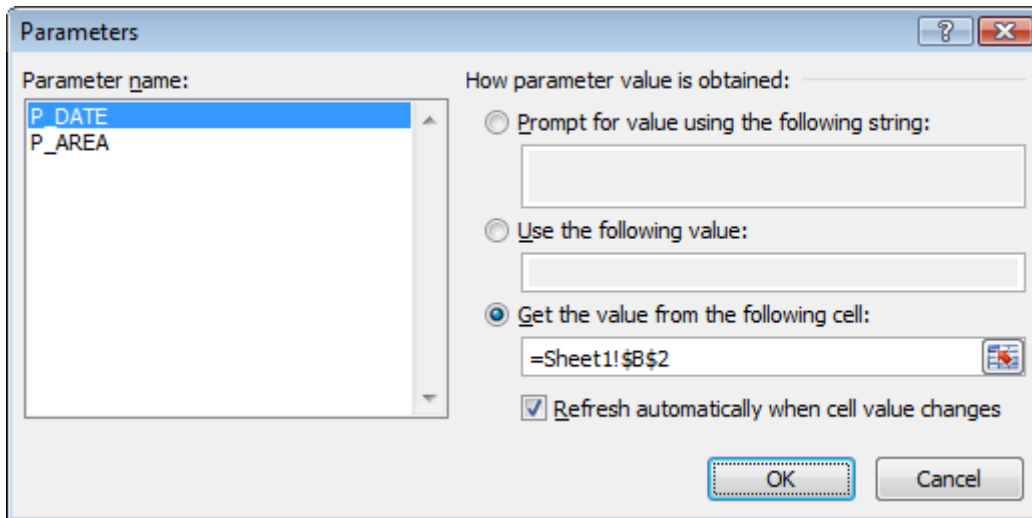 Parameters
Parameter name:
P_DATE
P_AREA
How parameter value is obtained:
Prompt for value using the following string:
Use the following value:
Get the value from the following cell:
=Sheet1!$B$2
Refresh automatically when cell value changes
OK
Cancel